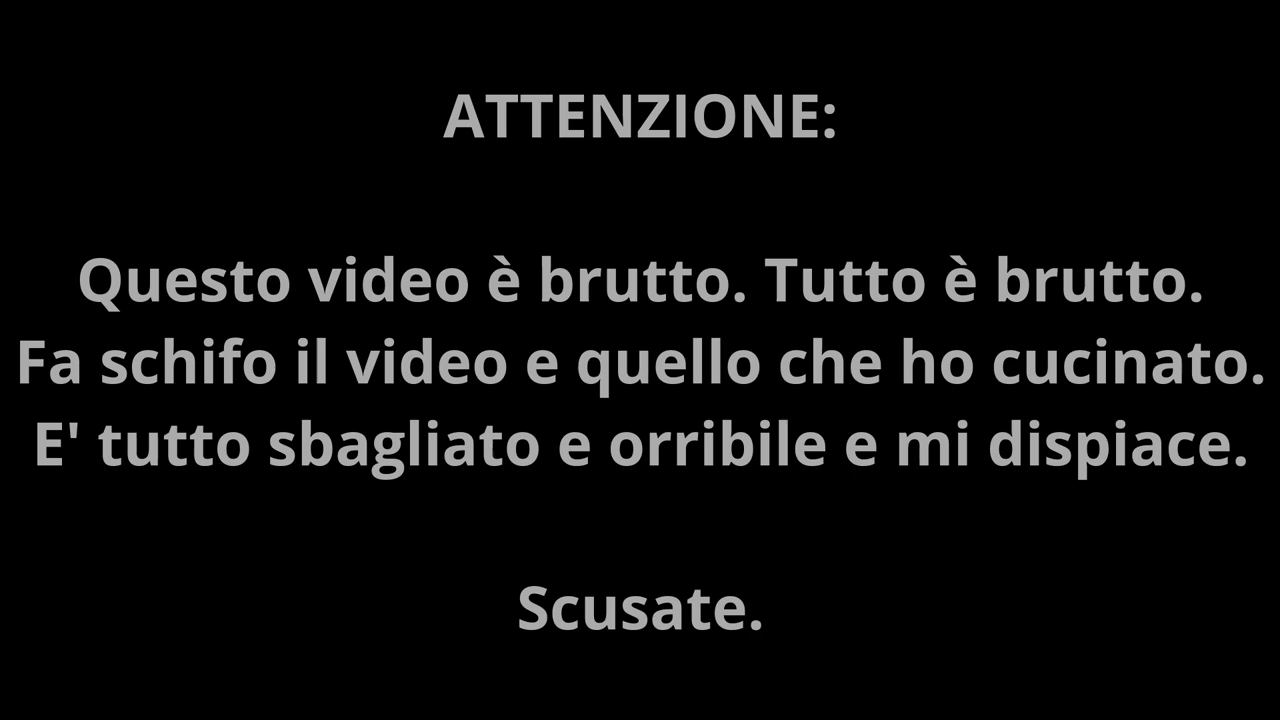 ATTENZIONE:
Questo video è brutto. Tutto è brutto.
Fa schifo il video e quello che ho cucinato.
E' tutto sbagliato e orribile e mi dispiace.
Scusate.